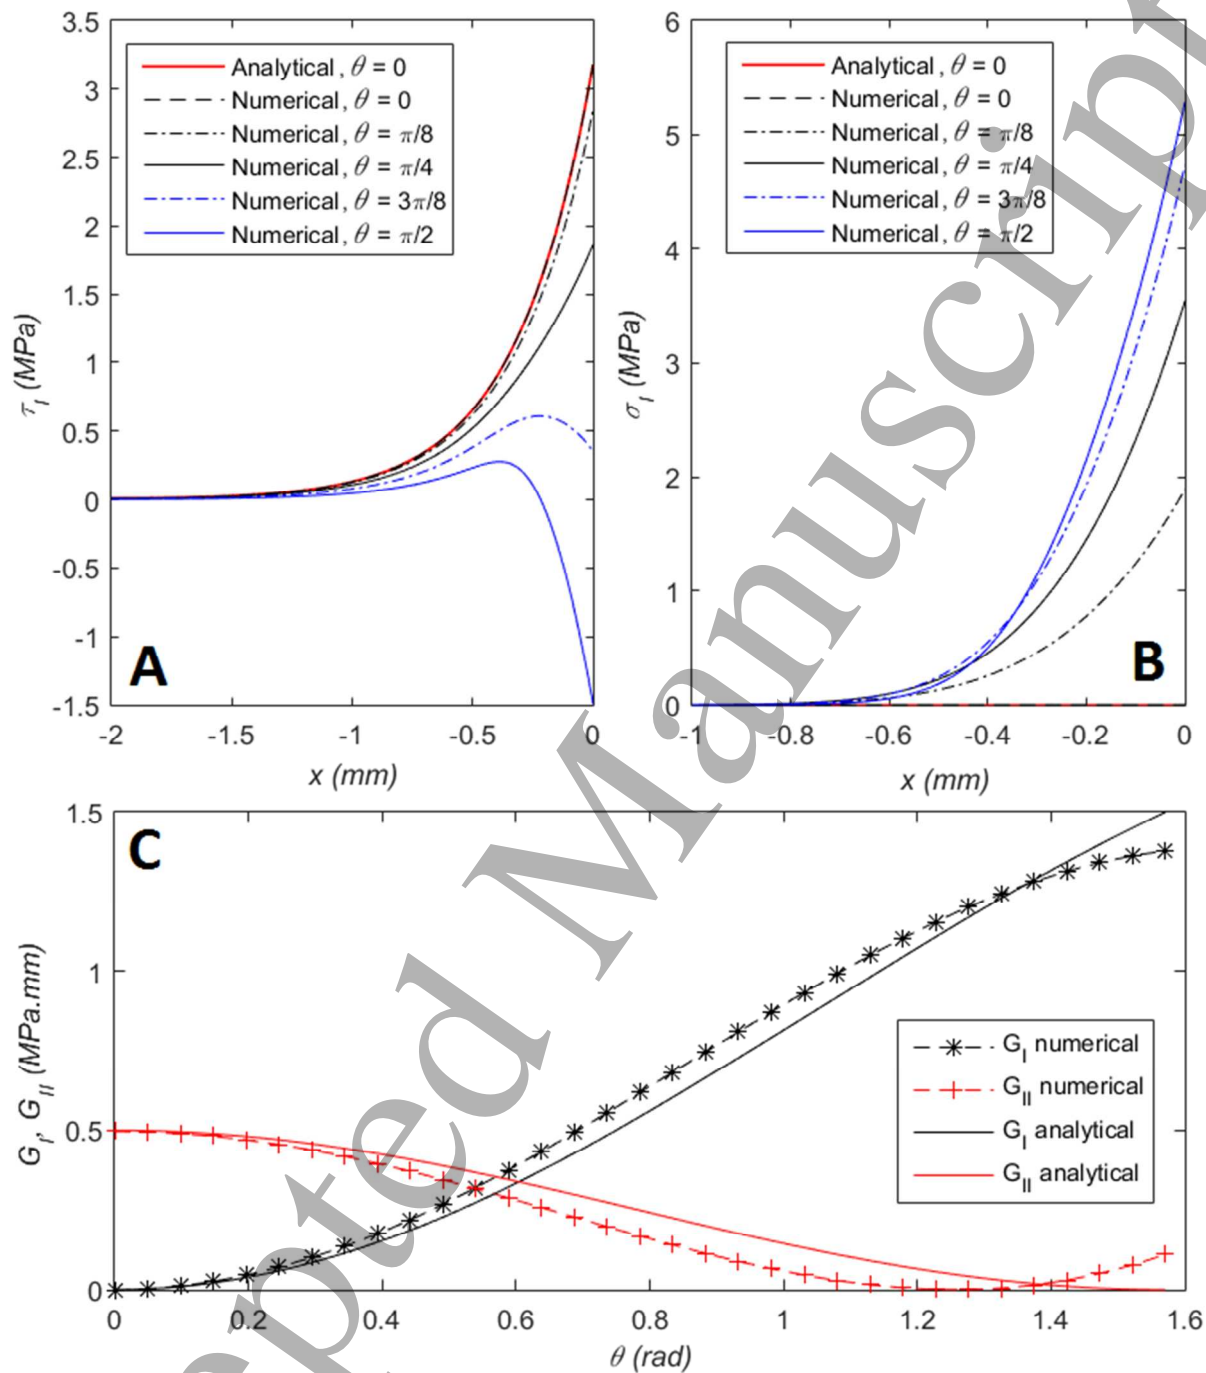 3.5
3
2.5
2
1.5
1
0.5
0
-0.5
-1
-1.5
τI (MPa)
Analytical , θ = 0
Numerical , θ = 0
Numerical , θ = π/8
Numerical , θ = π/4
Numerical , θ = 3π/8
Numerical , θ = π/2
A
-2 -1.5 -1 -0.5 0
x (mm)
6
5
4
3
2
1
0
σI (MPa)
Analytical , θ = 0
Numerical , θ = 0
Numerical , θ = π/8
Numerical , θ = π/4
Numerical , θ = 3π/8
Numerical , θ = π/2
B
-1 -0.8 -0.6 -0.4 -0.2 0
x (mm)
1.5
1
0.5
0
GI, GII (MPa.mm)
C
GI numerical
GII numerical
GI analytical
GII analytical
0 0.2 0.4 0.6 0.8 1 1.2 1.4 1.6
θ (rad)
epted Manuscript